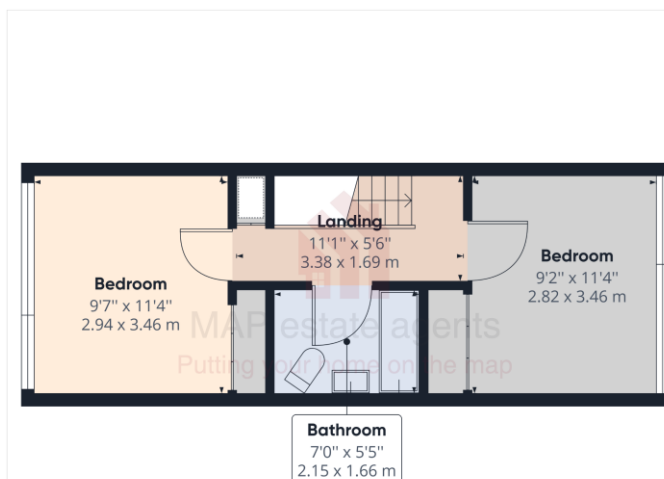 Landing
11'1" x 5'6"
3.38 x 1.69 m
Bedroom
9'7" x 11'4"
2.94 x 3.46 m
Bedroom
9'2" x 11'4"
2.82 x 3.46 m
MAP estate agents
Putting your home on the map
Bathroom
7'0" x 5'5"
2.15 x 1.66 m